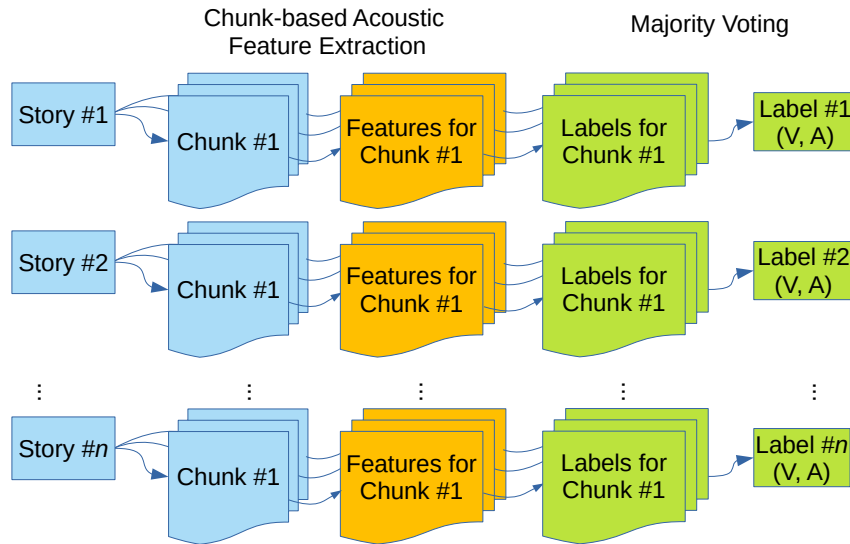 Chunk-based Acoustic
Feature Extraction
Majority Voting
Story #1
Chunk #1
Features for
Chunk #1
Labels for
Chunk #1
Label #1
(V, A)
Story #2
Chunk #1
Features for
Chunk #1
Labels for
Chunk #1
Label #2
(V, A)
...
...
...
...
...
Story #n
Chunk #1
Features for
Chunk #1
Labels for
Chunk #1
Label #n
(V, A)